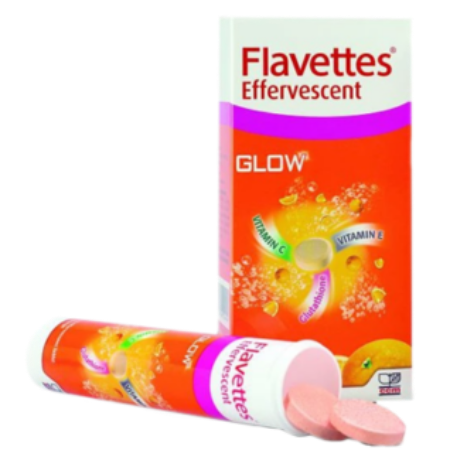 Flavettes®
Effervescent
GLOW
VITAMIN C
VITAMIN E
Glutathione
GLOW
Flavettes
Effervescent